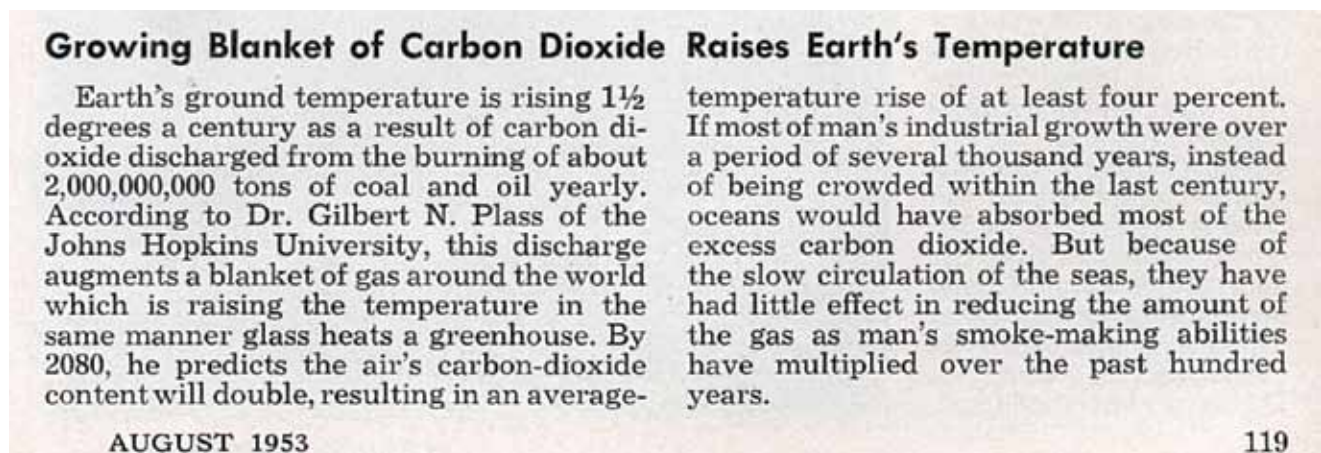 Growing Blanket of Carbon Dioxide Raises Earth's Temperature
Earth's ground temperature is rising 1½
degrees a century as a result of carbon di-
oxide discharged from the burning of about
2,000,000,000 tons of coal and oil yearly.
According to Dr. Gilbert N. Plass of the
Johns Hopkins University, this discharge
augments a blanket of gas around the world
which is raising the temperature in the
same manner glass heats a greenhouse. By
2080, he predicts the air's carbon-dioxide
content will double, resulting in an average-
temperature rise of at least four percent.
If most of man's industrial growth were over
a period of several thousand years, instead
of being crowded within the last century,
oceans would have absorbed most of the
excess carbon dioxide. But because of
the slow circulation of the seas, they have
had little effect in reducing the amount of
the gas as man's smoke-making abilities
have multiplied over the past hundred
years.
AUGUST 1953
119